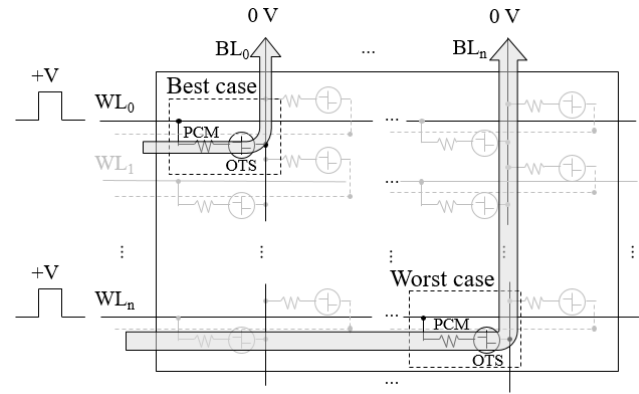 0 V 0 V
BL0 ... BLn
+V
Best case
WL0
...
PCM
OTS
WL1
...
... ... ... ... ...
+V
Worst case
WLn
...
PCM
OTS
...